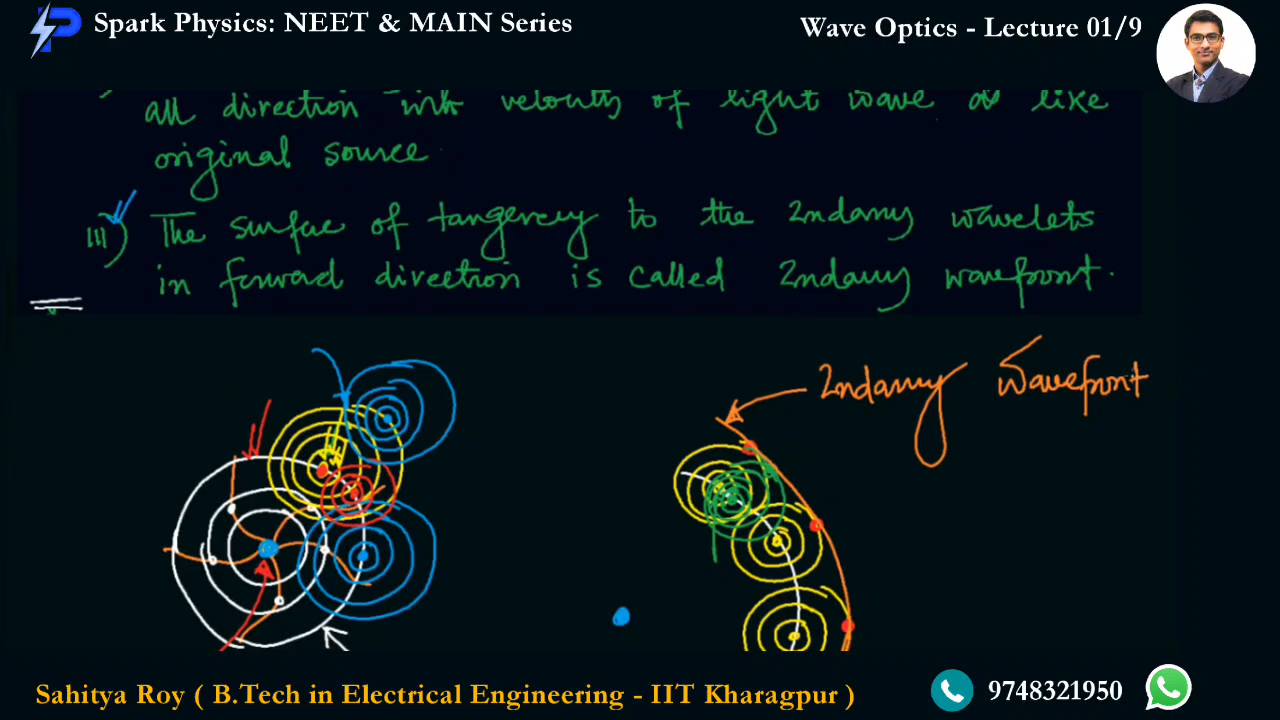 Spark Physics: NEET & MAIN Series
Wave Optics - Lecture 01/9
all direction with velocity of light wave as like
original source.
iii) The surface of tangency to the 2ndary wavelets
in forward direction is called 2ndary wavefront.
2ndary Wavefront
Sahitya Roy ( B.Tech in Electrical Engineering - IIT Kharagpur )
9748321950